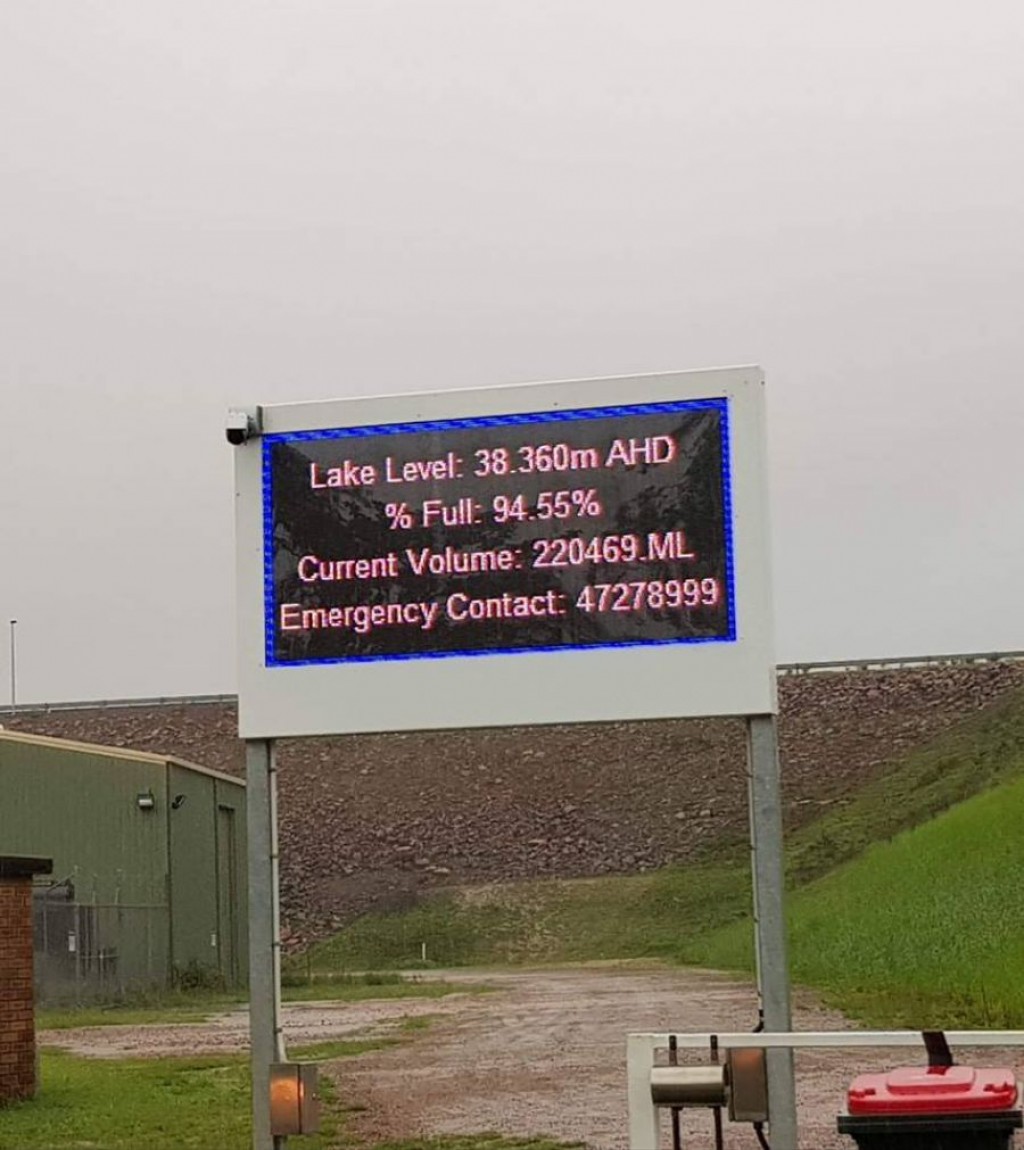 Lake Level: 38.360m AHD
% Full: 94.55%
Current Volume: 220469.ML
Emergency Contact: 47278999